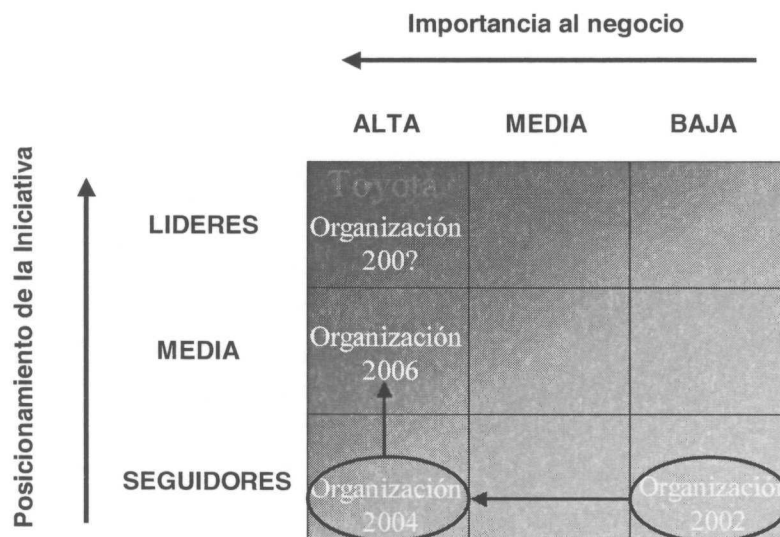 Importancia al negocio
ALTA MEDIA BAJA
Posicionamiento de la Iniciativa
LIDERES
Toyota
Organización
200?
MEDIA
Organización
2006
SEGUIDORES
Organización
2004
Organización
2002